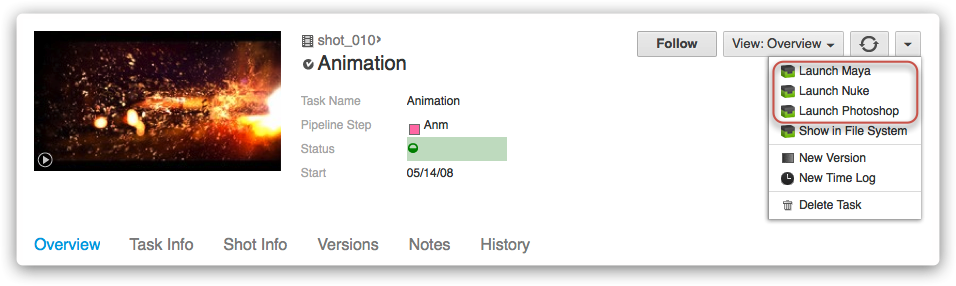 shot_010
Animation
Follow
View: Overview
Task Name Animation
Pipeline Step Anm
Status
Start 05/14/08
Launch Maya
Launch Nuke
Launch Photoshop
Show in File System
New Version
New Time Log
Delete Task
Overview Task Info Shot Info Versions Notes History